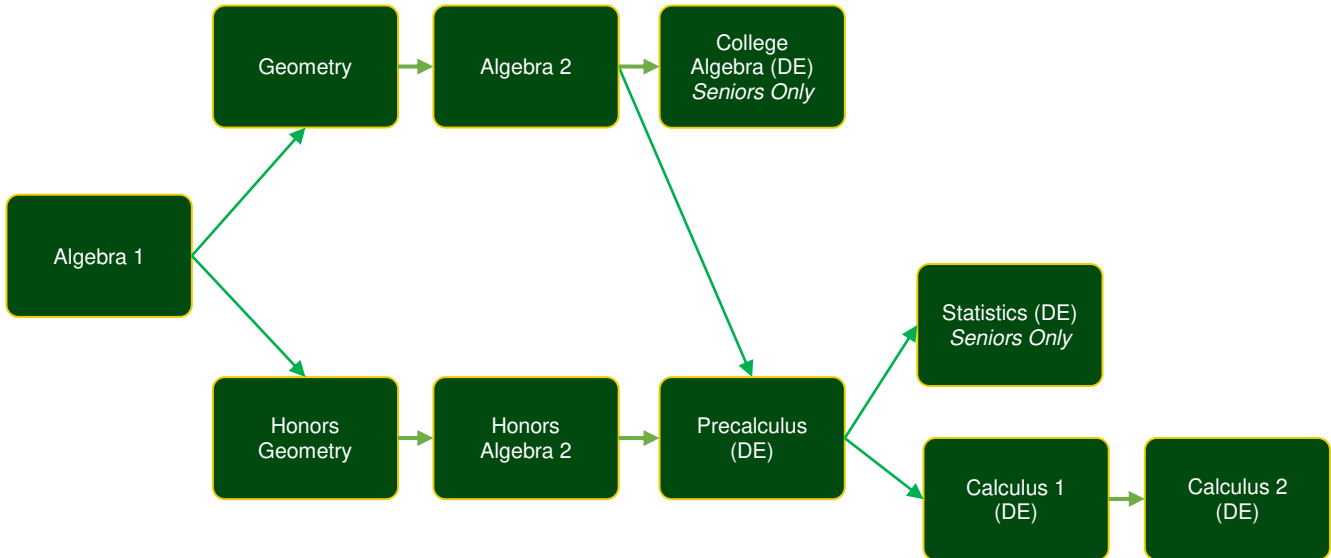 Geometry
Algebra 2
College
Algebra (DE)
Seniors Only
Algebra 1
Statistics (DE)
Seniors Only
Honors
Geometry
Honors
Algebra 2
Precalculus
(DE)
Calculus 1
(DE)
Calculus 2
(DE)